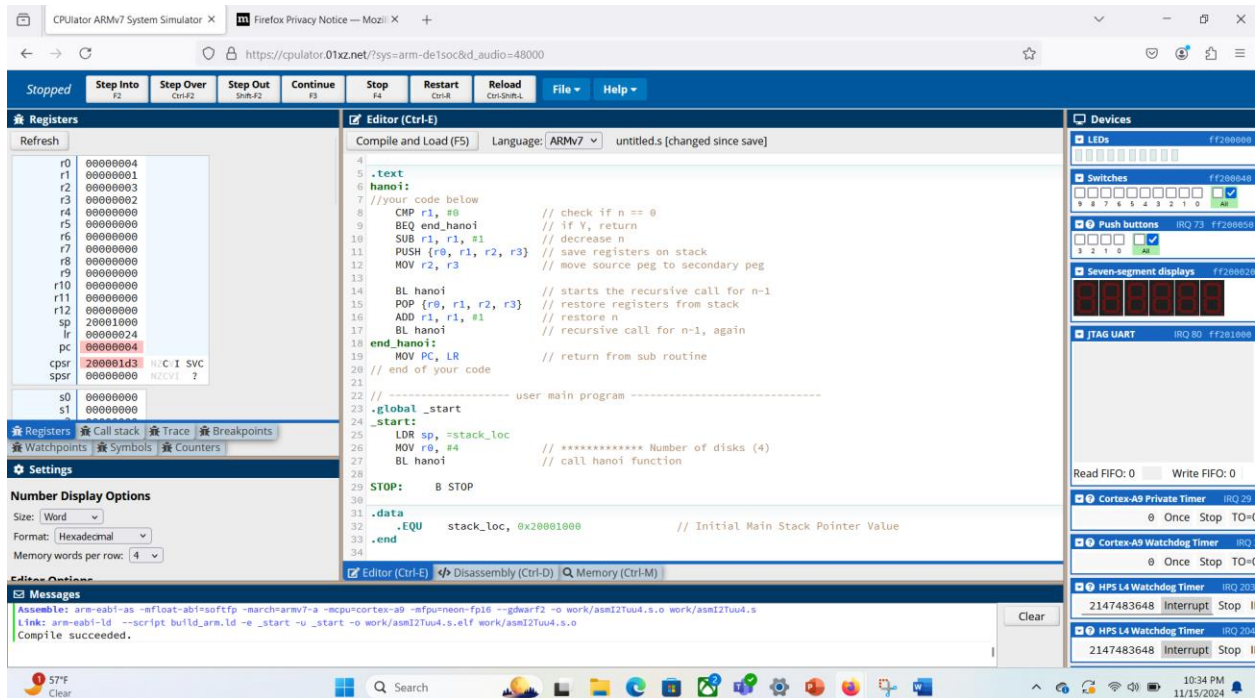 CPUlator ARMv7 System Simulator
Firefox Privacy Notice — Mozil
https://cpulator.01xz.net/?sys=arm-de1soc&d_audio=48000
Stopped
Step Into F2
Step Over Ctrl-F2
Step Out Shift-F2
Continue F3
Stop F4
Restart Ctrl-R
Reload Ctrl-Shift-L
File
Help
Registers
Refresh
r0 00000004
r1 00000001
r2 00000003
r3 00000002
r4 00000000
r5 00000000
r6 00000000
r7 00000000
r8 00000000
r9 00000000
r10 00000000
r11 00000000
r12 00000000
sp 20001000
lr 00000024
pc 00000004
cpsr 200001d3 NZCVI SVC
spsr 00000000 NZCVI ?
s0 00000000
s1 00000000
Registers Call stack Trace Breakpoints
Watchpoints Symbols Counters
Settings
Number Display Options
Size: Word
Format: Hexadecimal
Memory words per row: 4
Editor Options
Editor (Ctrl-E)
Compile and Load (F5) Language: ARMv7 untitled.s [changed since save]
4
5 .text
6 hanoi:
7 //your code below
8 CMP r1, #0 // check if n == 0
9 BEQ end_hanoi // if Y, return
10 SUB r1, r1, #1 // decrease n
11 PUSH {r0, r1, r2, r3} // save registers on stack
12 MOV r2, r3 // move source peg to secondary peg
13
14 BL hanoi // starts the recursive call for n-1
15 POP {r0, r1, r2, r3} // restore registers from stack
16 ADD r1, r1, #1 // restore n
17 BL hanoi // recursive call for n-1, again
18 end_hanoi:
19 MOV PC, LR // return from sub routine
20 // end of your code
21
22 // ------------------- user main program ------------------------------
23 .global _start
24 _start:
25 LDR sp, =stack_loc
26 MOV r0, #4 // ************* Number of disks (4)
27 BL hanoi // call hanoi function
28
29 STOP: B STOP
30
31 .data
32 .EQU stack_loc, 0x20001000 // Initial Main Stack Pointer Value
33 .end
34
Editor (Ctrl-E) Disassembly (Ctrl-D) Memory (Ctrl-M)
Devices
LEDs ff200000
Switches ff200040
9 8 7 6 5 4 3 2 1 0 All
Push buttons IRQ 73 ff200050
3 2 1 0 All
Seven-segment displays ff200020
JTAG UART IRQ 80 ff201000
Read FIFO: 0 Write FIFO: 0
Cortex-A9 Private Timer IRQ 29
0 Once Stop TO=
Cortex-A9 Watchdog Timer IRQ
0 Once Stop TO=
HPS L4 Watchdog Timer IRQ 203
2147483648 Interrupt Stop
HPS L4 Watchdog Timer IRQ 204
2147483648 Interrupt Stop
Messages
Assemble: arm-eabi-as -mfloat-abi=softfp -march=armv7-a -mcpu=cortex-a9 -mfpu=neon-fp16 --gdwarf2 -o work/asmI2Tuu4.s.o work/asmI2Tuu4.s
Link: arm-eabi-ld --script build_arm.ld -e _start -u _start -o work/asmI2Tuu4.s.elf work/asmI2Tuu4.s.o
Compile succeeded.
Clear
1
57°F
Clear
Search
2
10:34 PM
11/15/2024